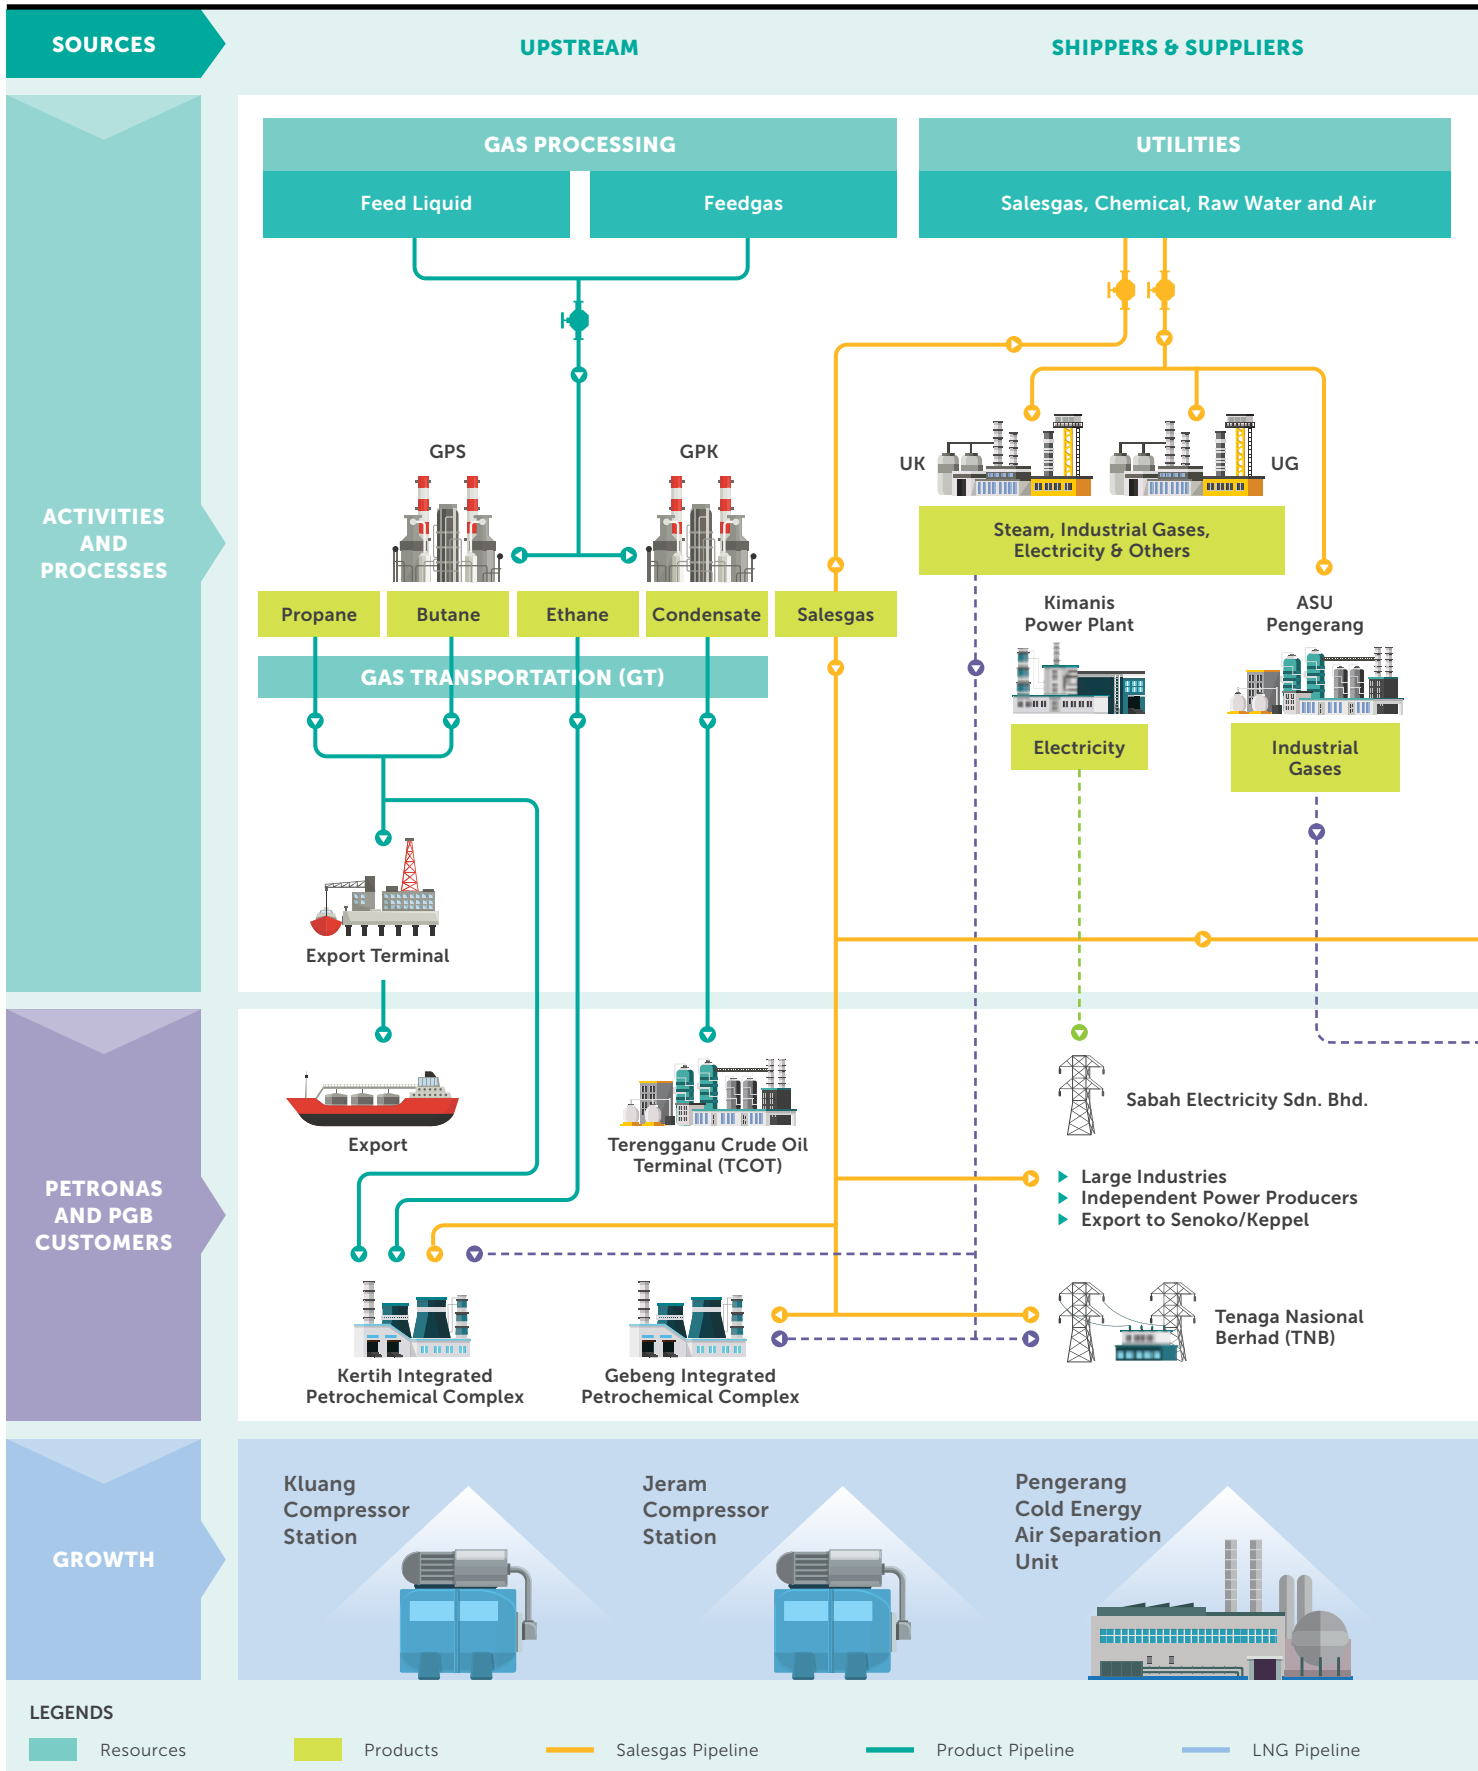 SOURCES
UPSTREAM
SHIPPERS & SUPPLIERS
ACTIVITIES
AND
PROCESSES
GAS PROCESSING
Feed Liquid
Feedgas
UTILITIES
Salesgas, Chemical, Raw Water and Air
GPS
GPK
UK
UG
Steam, Industrial Gases,
Electricity & Others
Propane
Butane
Ethane
Condensate
Salesgas
GAS TRANSPORTATION (GT)
Kimanis
Power Plant
ASU
Pengerang
Electricity
Industrial
Gases
Export Terminal
PETRONAS
AND PGB
CUSTOMERS
Export
Terengganu Crude Oil
Terminal (TCOT)
Sabah Electricity Sdn. Bhd.
Large Industries
Independent Power Producers
Export to Senoko/Keppel
Kertih Integrated
Petrochemical Complex
Gebeng Integrated
Petrochemical Complex
Tenaga Nasional
Berhad (TNB)
GROWTH
Kluang
Compressor
Station
Jeram
Compressor
Station
Pengerang
Cold Energy
Air Separation
Unit
LEGENDS
Resources
Products
Salesgas Pipeline
Product Pipeline
LNG Pipeline